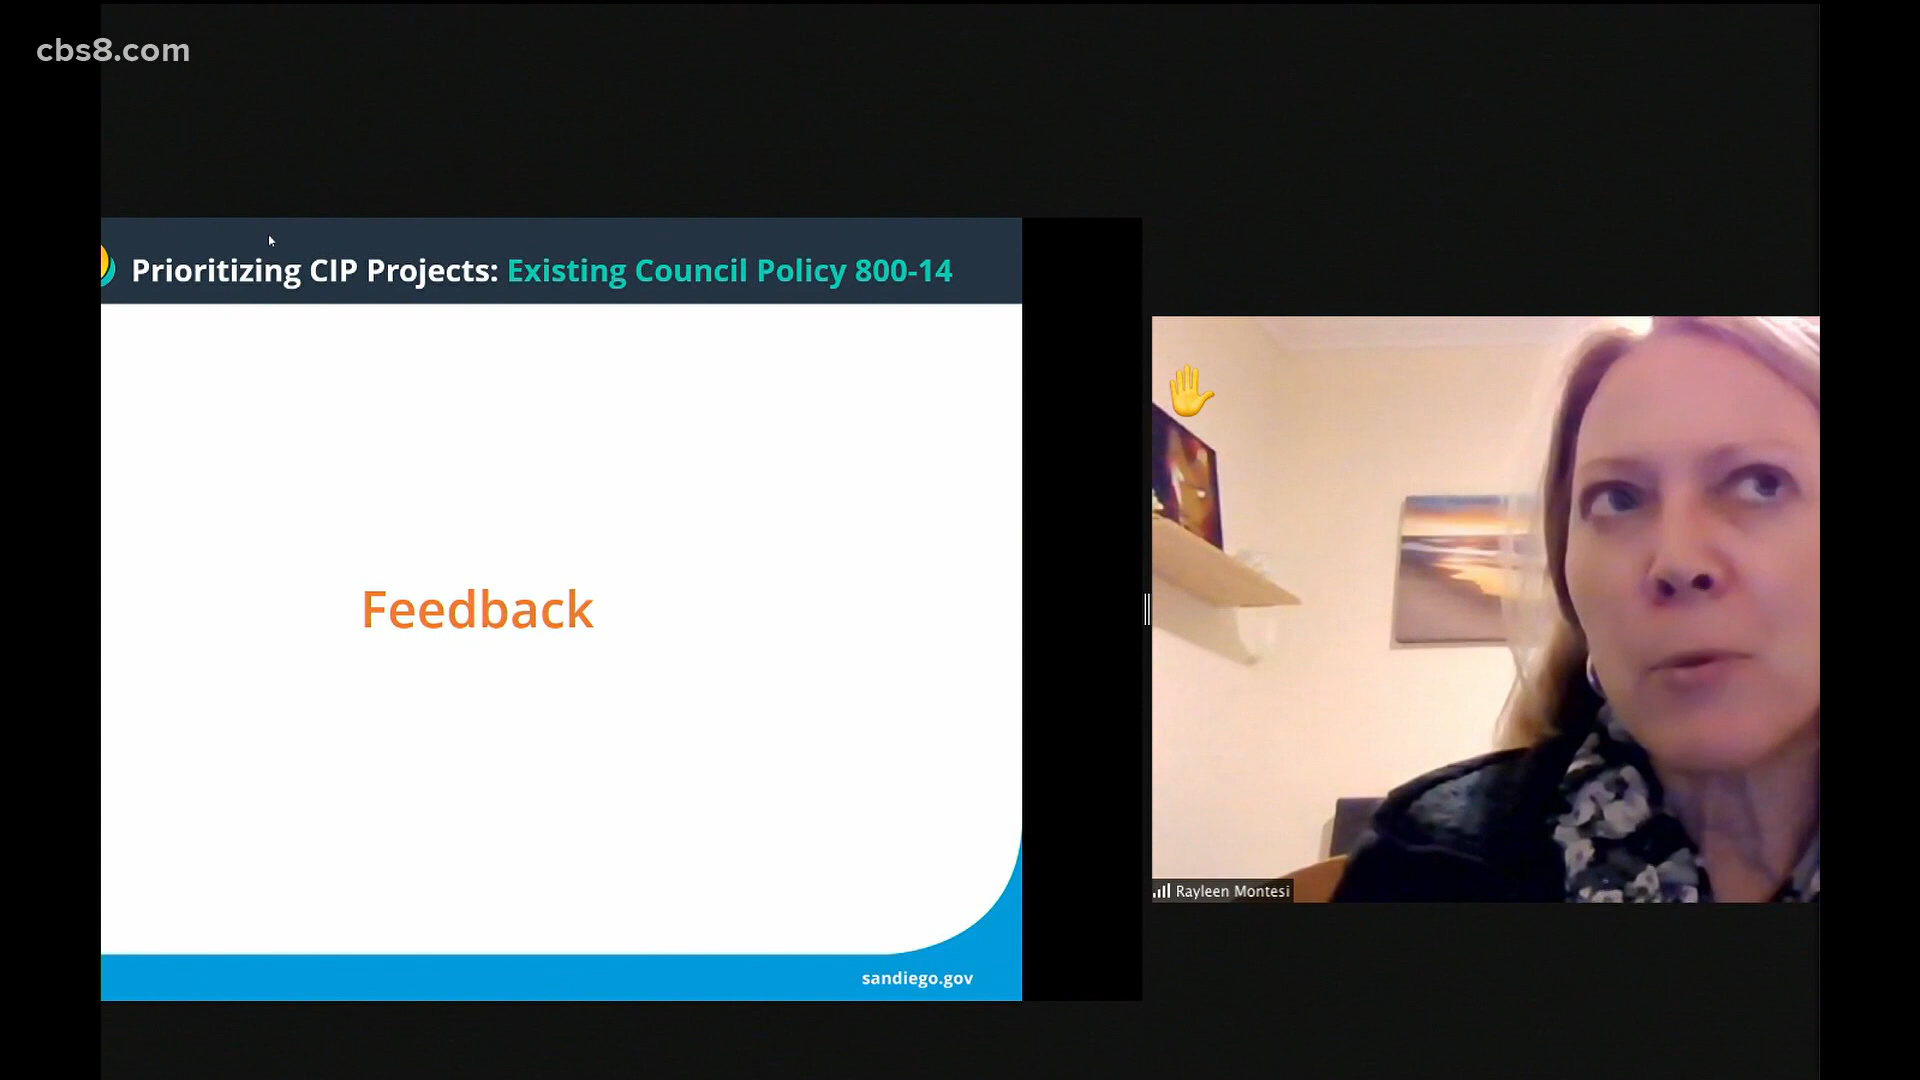 cbs8.com
Prioritizing CIP Projects: Existing Council Policy 800-14
Feedback
Rayleen Montesi
sandiego.gov